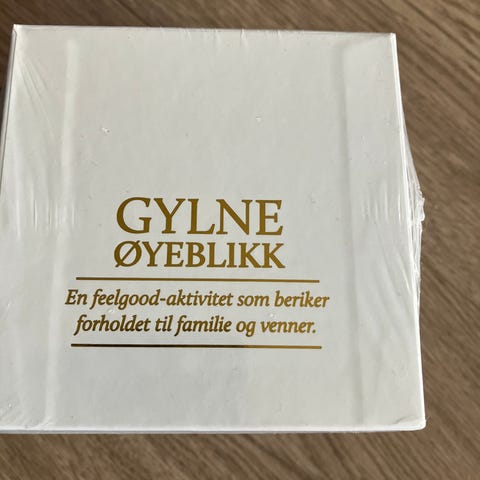 GYLNE
ØYEBLIKK
En feelgood-aktivitet som beriker
forholdet til familie og venner.